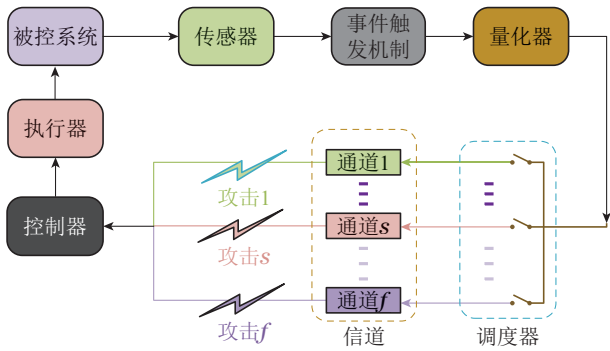 被控系统
传感器
事件触
发机制
量化器
执行器
控制器
攻击1
通道1
攻击s
通道s
攻击f
通道f
信道
调度器